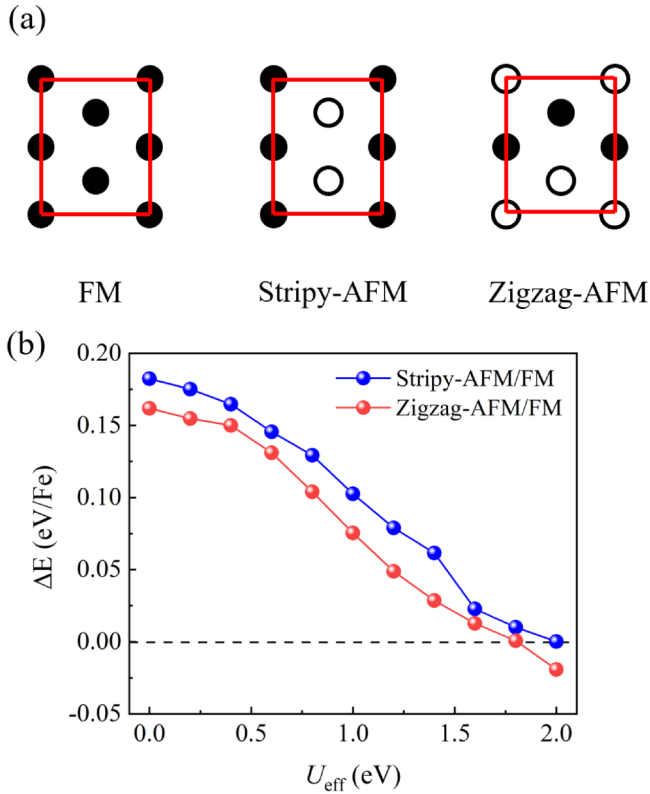 (a)
FM
Stripy-AFM
Zigzag-AFM
(b)
0.20
0.15
0.10
0.05
0.00
-0.05
ΔE (eV/Fe)
Stripy-AFM/FM
Zigzag-AFM/FM
0.0
0.5
1.0
1.5
2.0
Ueff (eV)